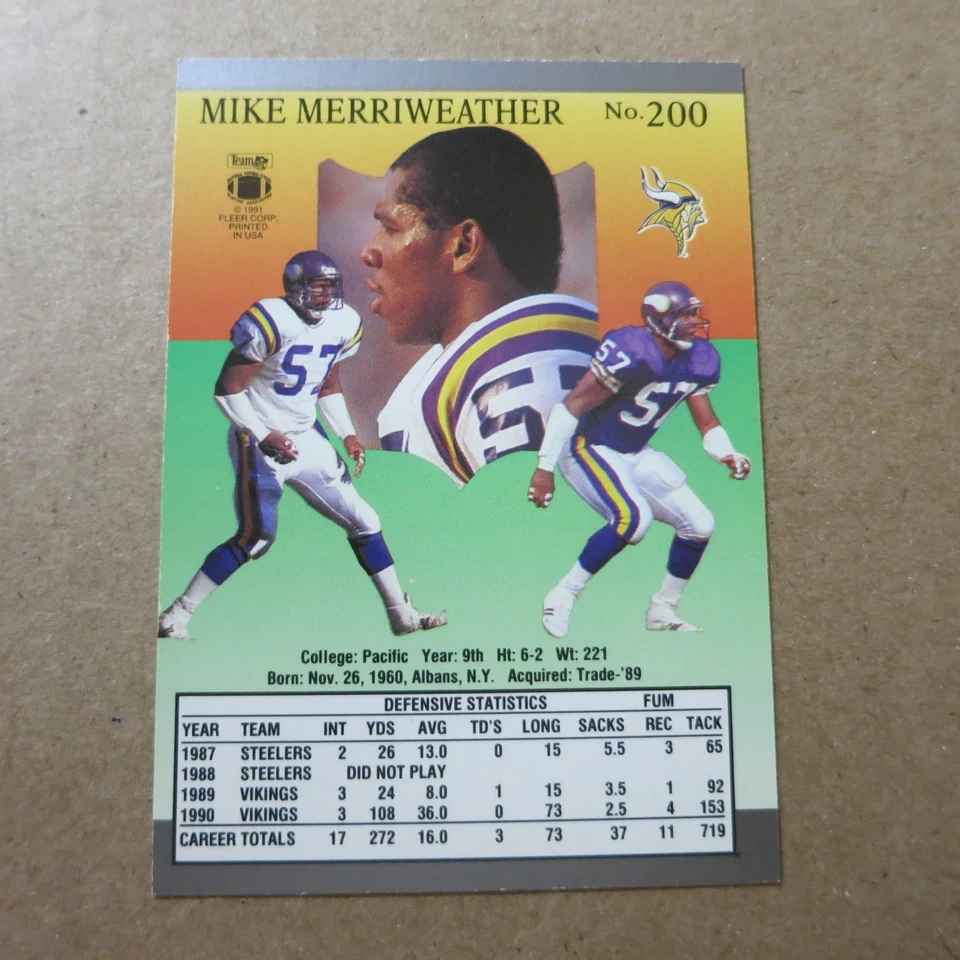 MIKE MERRIWEATHER No. 200
Team NFL
© 1991
FLEER CORP.
PRINTED
IN USA
57
57
57
College: Pacific Year: 9th Ht: 6-2 Wt: 221
Born: Nov. 26, 1960, Albans, N.Y. Acquired: Trade-'89
DEFENSIVE STATISTICS FUM
YEAR TEAM INT YDS AVG TD'S LONG SACKS REC TACK
1987 STEELERS 2 26 13.0 0 15 5.5 3 65
1988 STEELERS DID NOT PLAY
1989 VIKINGS 3 24 8.0 1 15 3.5 1 92
1990 VIKINGS 3 108 36.0 0 73 2.5 4 153
CAREER TOTALS 17 272 16.0 3 73 37 11 719